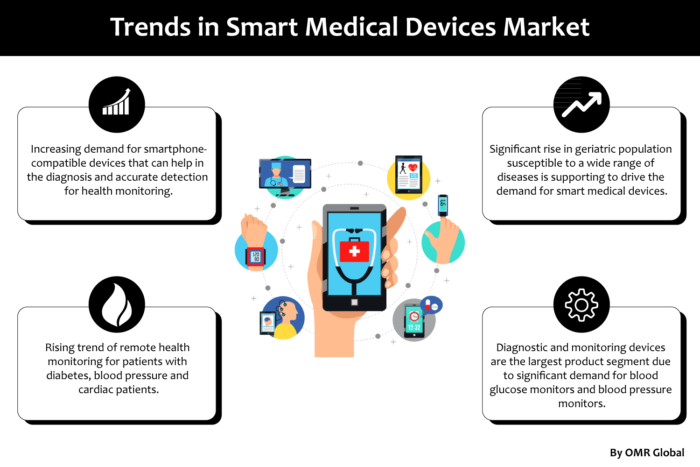 Trends in Smart Medical Devices Market
Increasing demand for smartphone-
compatible devices that can help in
the diagnosis and accurate detection
for health monitoring.
Significant rise in geriatric population
susceptible to a wide range of
diseases is supporting to drive the
demand for smart medical devices.
Rising trend of remote health
monitoring for patients with
diabetes, blood pressure and
cardiac patients.
17:32
Diagnostic and monitoring devices
are the largest product segment due
to significant demand for blood
glucose monitors and blood pressure
monitors.
By OMR Global